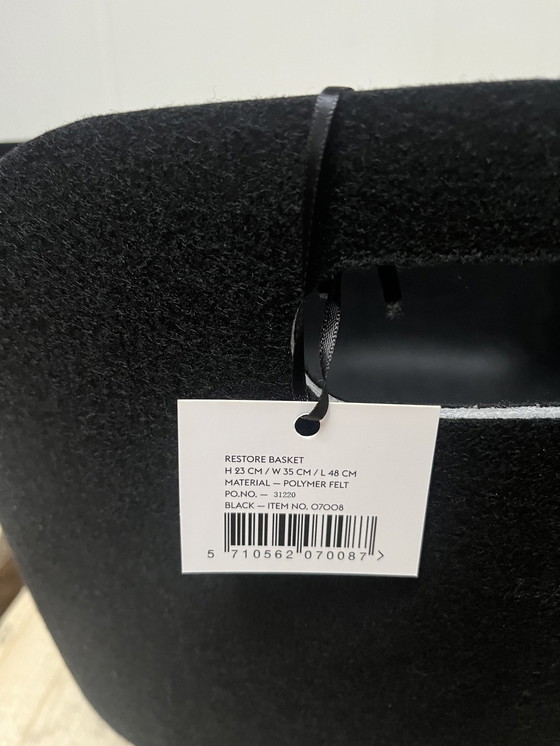 RESTORE BASKET
H 23 CM / W 35 CM / L 48 CM
MATERIAL — POLYMER FELT
PO.NO. — 31220
BLACK — ITEM NO. 07008
5 710562 070087 >